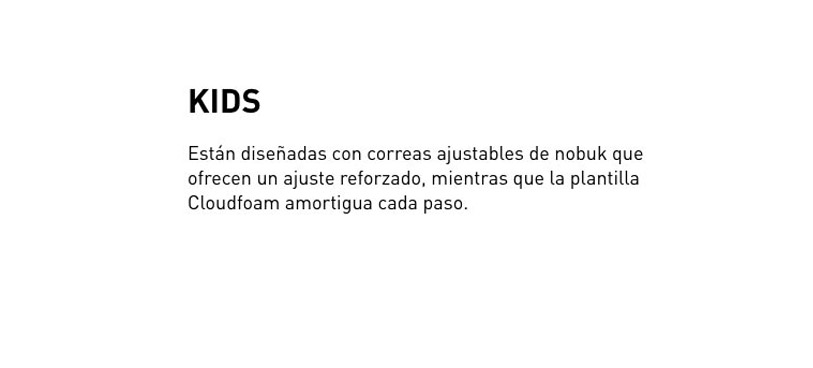 KIDS
Están diseñadas con correas ajustables de nobuk que
ofrecen un ajuste reforzado, mientras que la plantilla
Cloudfoam amortigua cada paso.